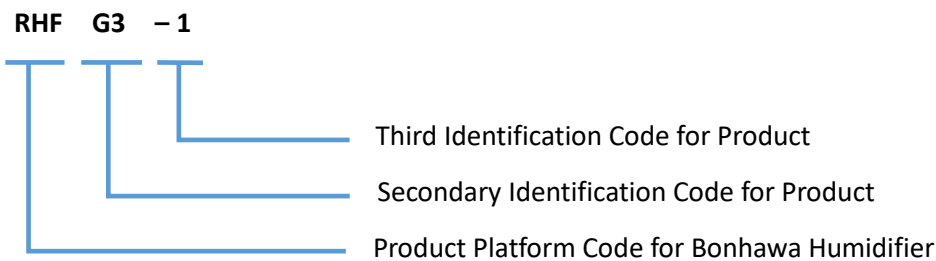 RHF G3 – 1
Third Identification Code for Product
Secondary Identification Code for Product
Product Platform Code for Bonhawa Humidifier